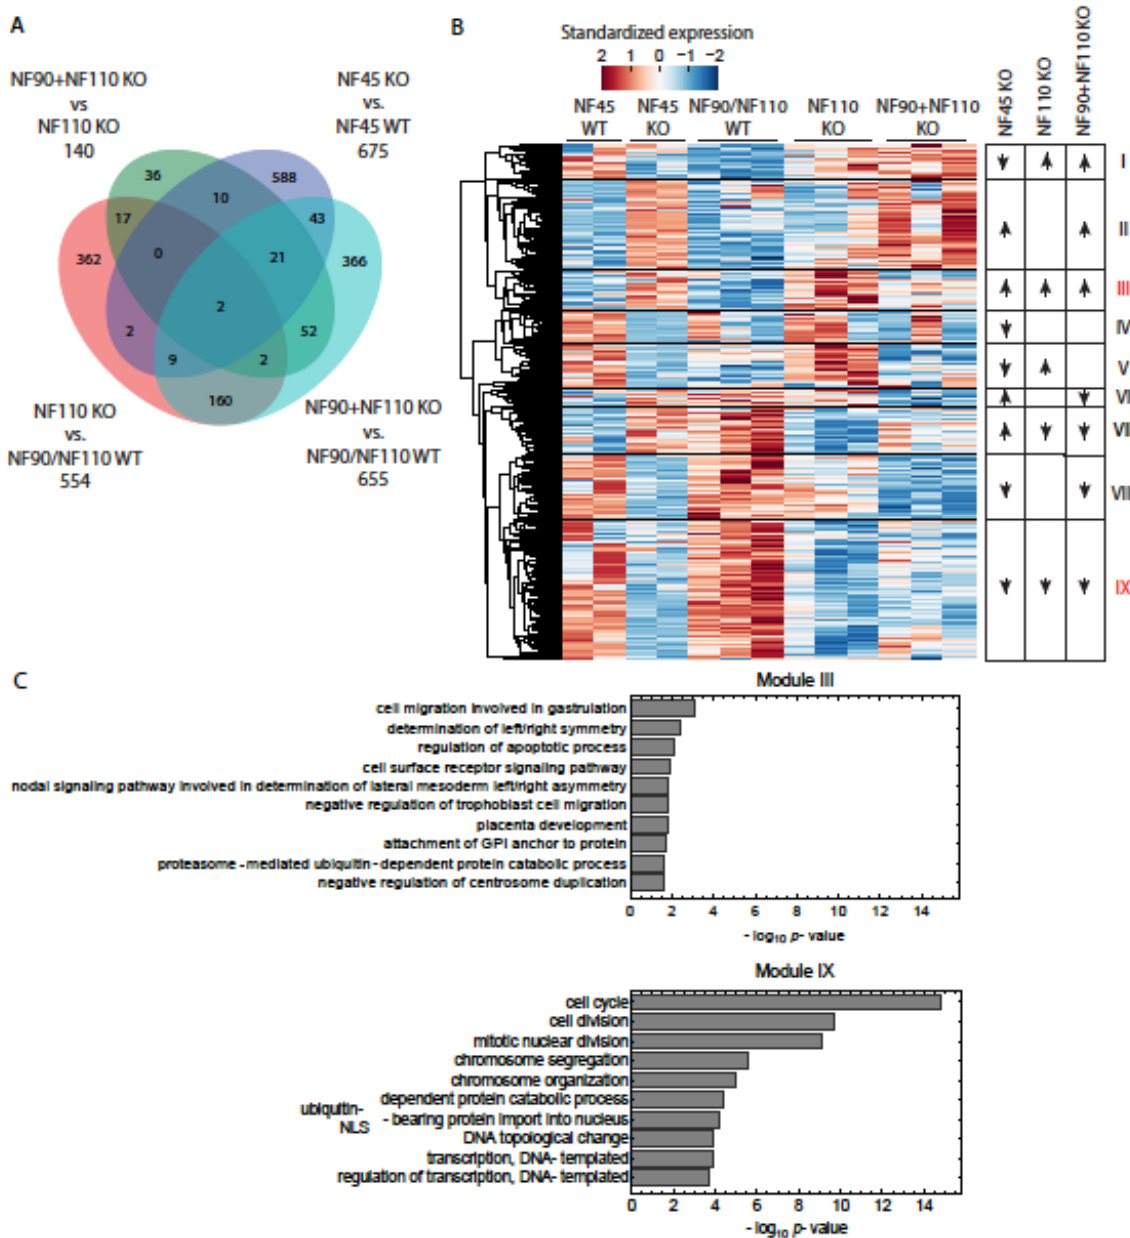 A
NF90+NF110 KO
vs
NF110 KO
140
NF45 KO
vs.
NF45 WT
675
36
588
10
17
43
362
0
21
366
2
2
52
9
2
160
NF110 KO
vs.
NF90/NF110 WT
554
NF90+NF110 KO
vs.
NF90/NF110 WT
655
B
Standardized expression
2 1 0 -1 -2
NF45 WT
NF45 KO
NF90/NF110 WT
NF110 KO
NF90+NF110 KO
NF45 KO
NF110 KO
NF90+NF110 KO
I
II
III
IV
V
VI
VII
VII
IX
C
Module III
cell migration involved in gastrulation
determination of left/right symmetry
regulation of apoptotic process
cell surface receptor signaling pathway
nodal signaling pathway involved in determination of lateral mesoderm left/right asymmetry
negative regulation of trophoblast cell migration
placenta development
attachment of GPI anchor to protein
proteasome -mediated ubiquitin- dependent protein catabolic process
negative regulation of centrosome duplication
0 2 4 6 8 10 12 14
- log10 p- value
Module IX
cell cycle
cell division
mitotic nuclear division
chromosome segregation
chromosome organization
ubiquitin- dependent protein catabolic process
NLS - bearing protein import into nucleus
DNA topological change
transcription, DNA- templated
regulation of transcription, DNA- templated
0 2 4 6 8 10 12 14
- log10 p- value